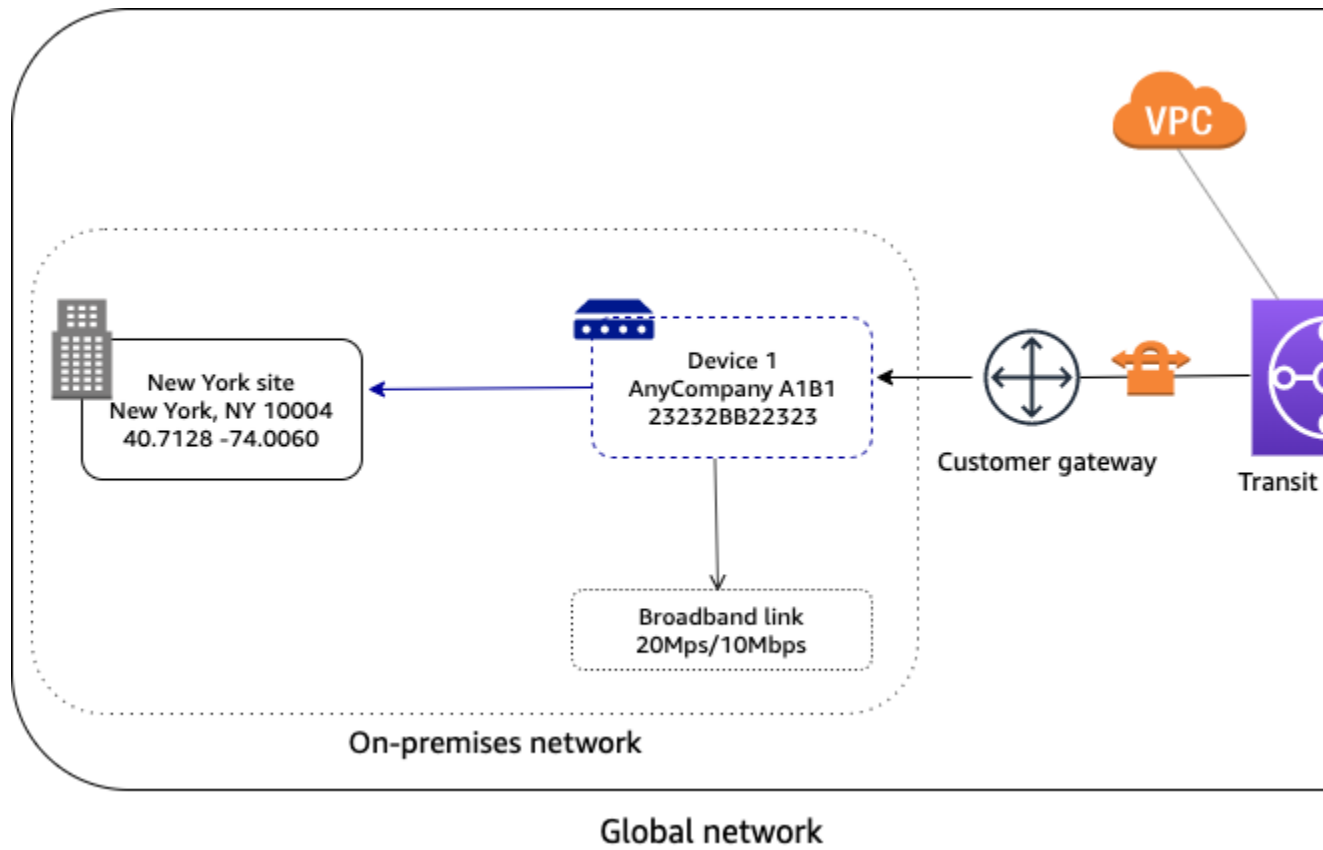 VPC
New York site
New York, NY 10004
40.7128 -74.0060
Device 1
AnyCompany A1B1
23232BB22323
Customer gateway
Transit
Broadband link
20Mps/10Mbps
On-premises network
Global network